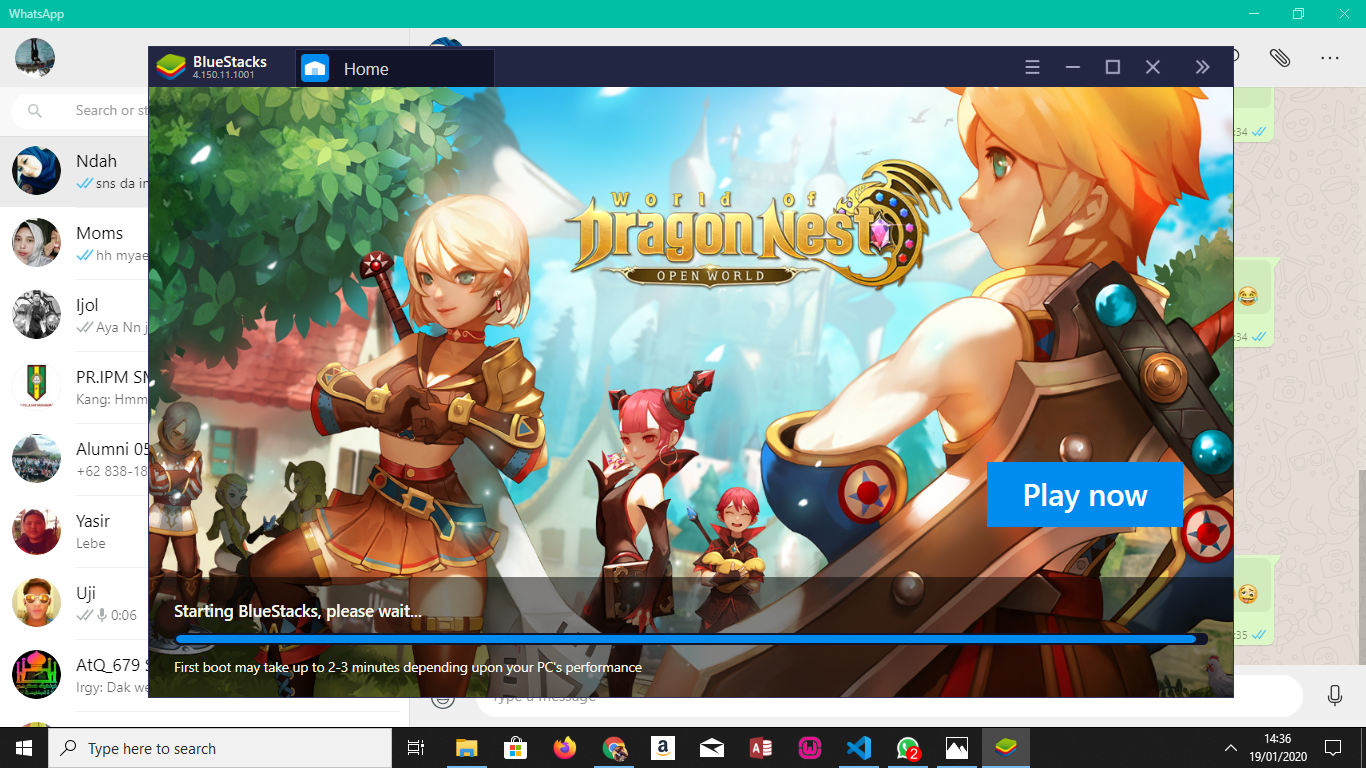 WhatsApp
BlueStacks
4.150.11.1001
Home
Search or st
Ndah
sns da in
Moms
hh myae
Ijol
Aya Nn j
PR.IPM SM
Kang: Hmm
Alumni 05
+62 838-18
Yasir
Lebe
Uji
0:06
AtQ_679 S
Irgy: Dak we
World of
Dragon Nest
OPEN WORLD
Play now
Starting BlueStacks, please wait...
First boot may take up to 2-3 minutes depending upon your PC's performance
:34
:34
:35
Type a message
Type here to search
2
14:36
19/01/2020